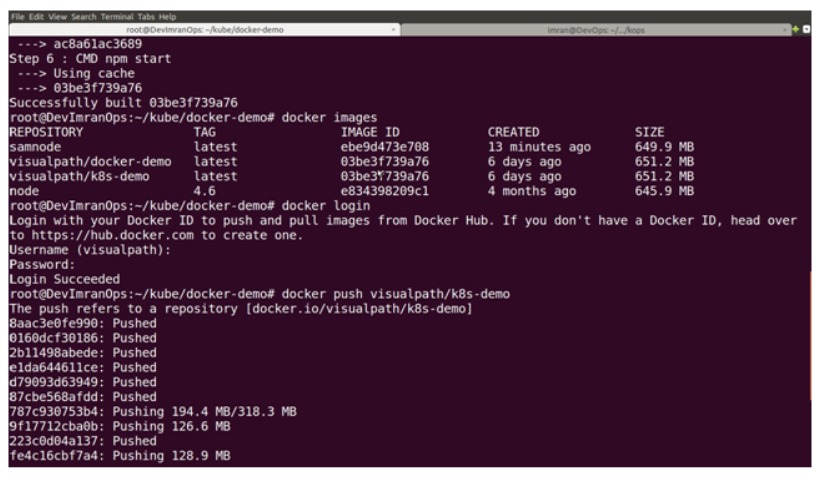 File Edit View Search Terminal Tabs Help
root@DevImranOps: ~/kube/docker-demo × imran@DevOps: ~/.../kops ×
---> ac8a61ac3689
Step 6 : CMD npm start
---> Using cache
---> 03be3f739a76
Successfully built 03be3f739a76
root@DevImranOps:~/kube/docker-demo# docker images
REPOSITORY TAG IMAGE ID CREATED SIZE
samnode latest ebe9d473e708 13 minutes ago 649.9 MB
visualpath/docker-demo latest 03be3f739a76 6 days ago 651.2 MB
visualpath/k8s-demo latest 03be3f739a76 6 days ago 651.2 MB
node 4.6 e834398209c1 4 months ago 645.9 MB
root@DevImranOps:~/kube/docker-demo# docker login
Login with your Docker ID to push and pull images from Docker Hub. If you don't have a Docker ID, head over
to https://hub.docker.com to create one.
Username (visualpath):
Password:
Login Succeeded
root@DevImranOps:~/kube/docker-demo# docker push visualpath/k8s-demo
The push refers to a repository [docker.io/visualpath/k8s-demo]
8aac3e0fe990: Pushed
0160dcf30186: Pushed
2b11498abede: Pushed
e1da644611ce: Pushed
d79093d63949: Pushed
87cbe568afdd: Pushed
787c930753b4: Pushing 194.4 MB/318.3 MB
9f17712cba0b: Pushing 126.6 MB
223c0d04a137: Pushed
fe4c16cbf7a4: Pushing 128.9 MB